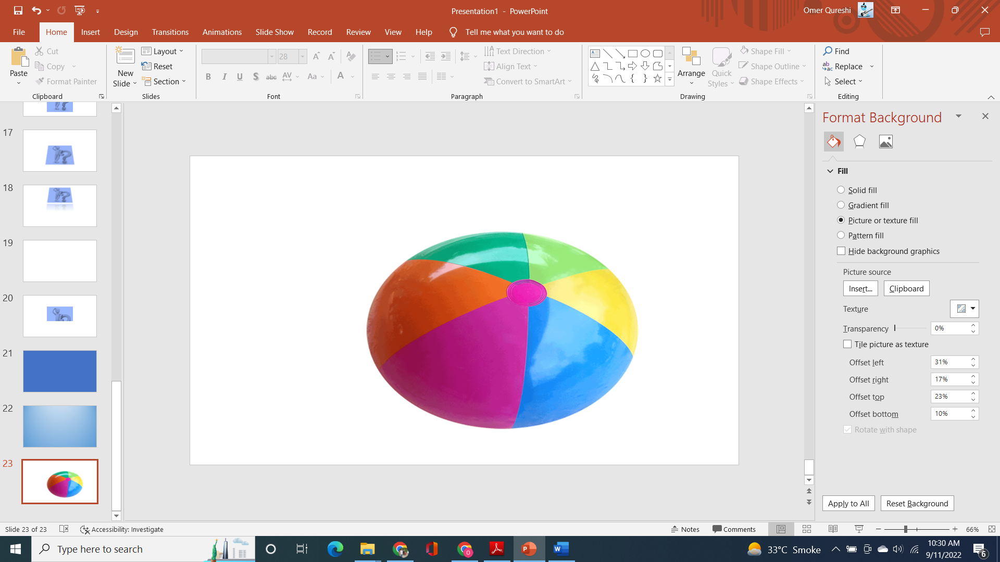 Presentation1 - PowerPoint
Omer Qureshi
File Home Insert Design Transitions Animations Slide Show Record Review View Help Tell me what you want to do
Paste
Cut
Copy
Format Painter
Clipboard
New Slide
Layout
Reset
Section
Slides
28
B I U S abc AV Aa A
Font
Text Direction
Align Text
Convert to SmartArt
Paragraph
Arrange
Quick Styles
Shape Fill
Shape Outline
Shape Effects
Drawing
Find
Replace
Select
Editing
17
18
19
20
21
22
23
Format Background
Fill
Solid fill
Gradient fill
Picture or texture fill
Pattern fill
Hide background graphics
Picture source
Insert... Clipboard
Texture
Transparency 0%
Tile picture as texture
Offset left 31%
Offset right 17%
Offset top 23%
Offset bottom 10%
Rotate with shape
Apply to All Reset Background
Slide 23 of 23 Accessibility: Investigate Notes Comments 66%
Type here to search
33°C Smoke
10:30 AM
9/11/2022
6